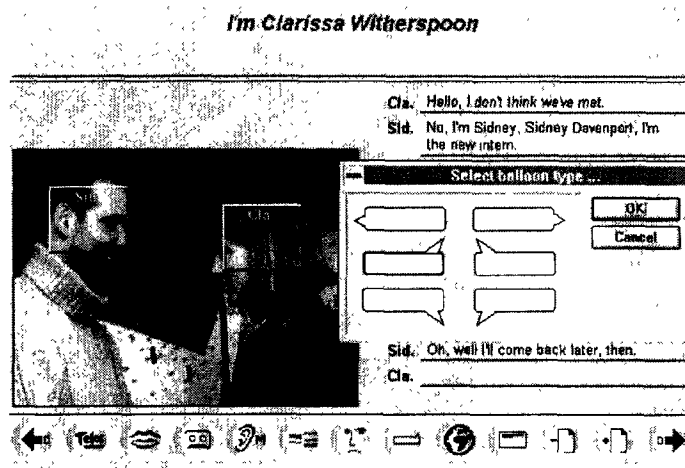 I'm Clarissa Witherspoon
Cla. Hello, I don't think we've met.
Sid. No, I'm Sidney, Sidney Davenport, I'm
the new intern.
Select balloon type ...
OK
Cancel
Cla
Sid. Oh, well I'll come back later, then.
Cla.